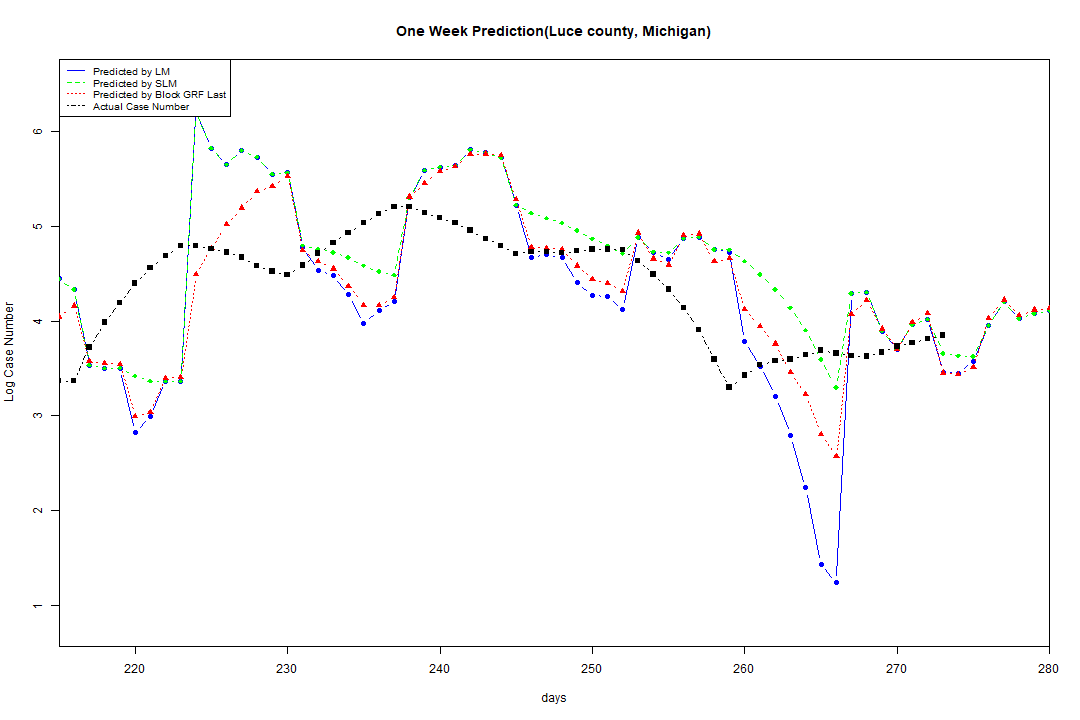 One Week Prediction(Luce county, Michigan)
Predicted by LM
Predicted by SLM
Predicted by Block GRF Last
Actual Case Number
6
5
4
3
2
1
Log Case Number
220 230 240 250 260 270 280
days